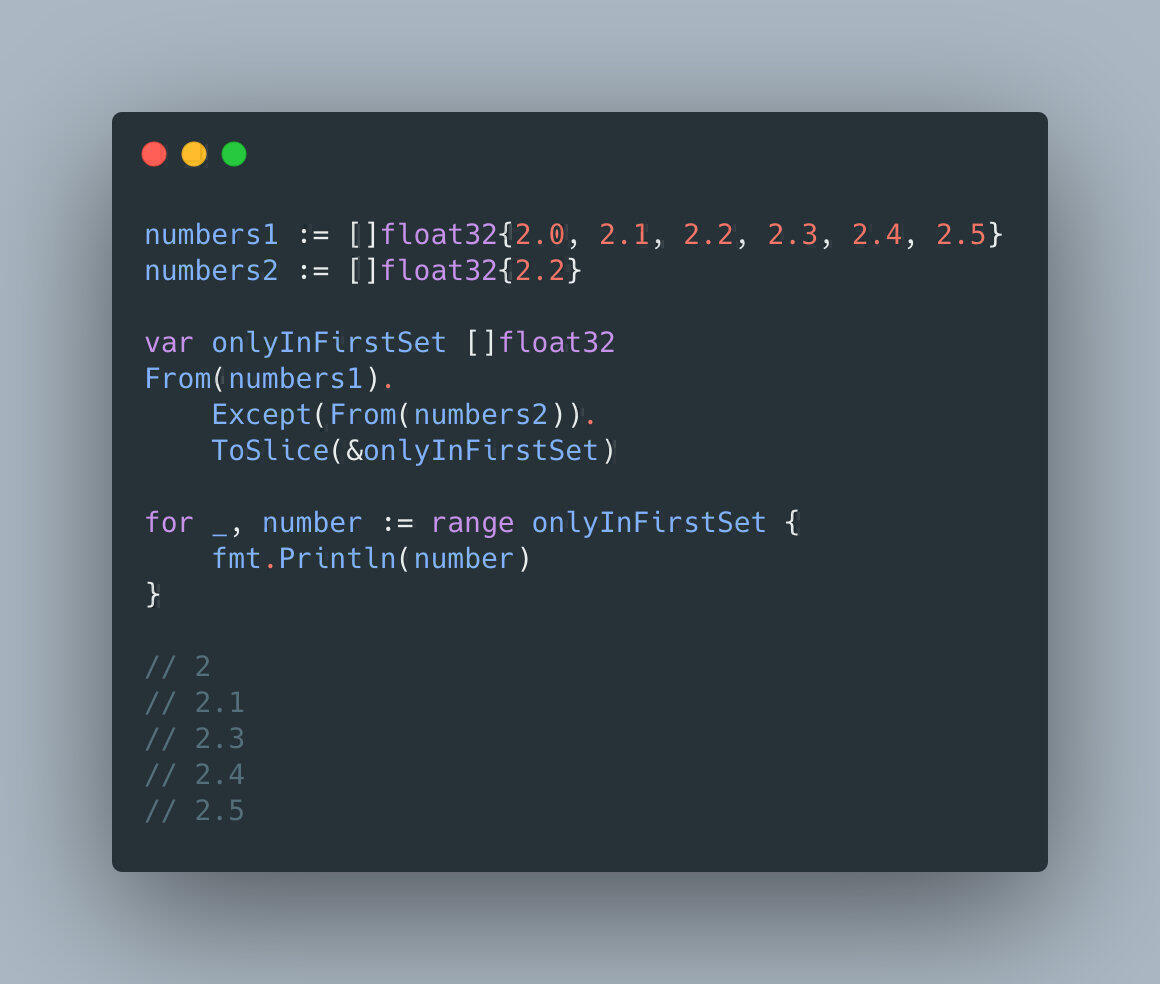 numbers1 := []float32{2.0, 2.1, 2.2, 2.3, 2.4, 2.5}
numbers2 := []float32{2.2}

var onlyInFirstSet []float32
From(numbers1).
    Except(From(numbers2)).
    ToSlice(&onlyInFirstSet)

for _, number := range onlyInFirstSet {
    fmt.Println(number)
}

// 2
// 2.1
// 2.3
// 2.4
// 2.5